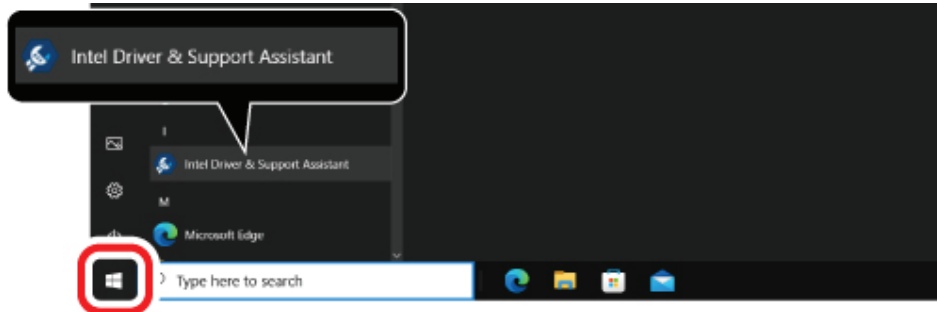 Intel Driver & Support Assistant
I
Intel Driver & Support Assistant
M
Microsoft Edge
Type here to search